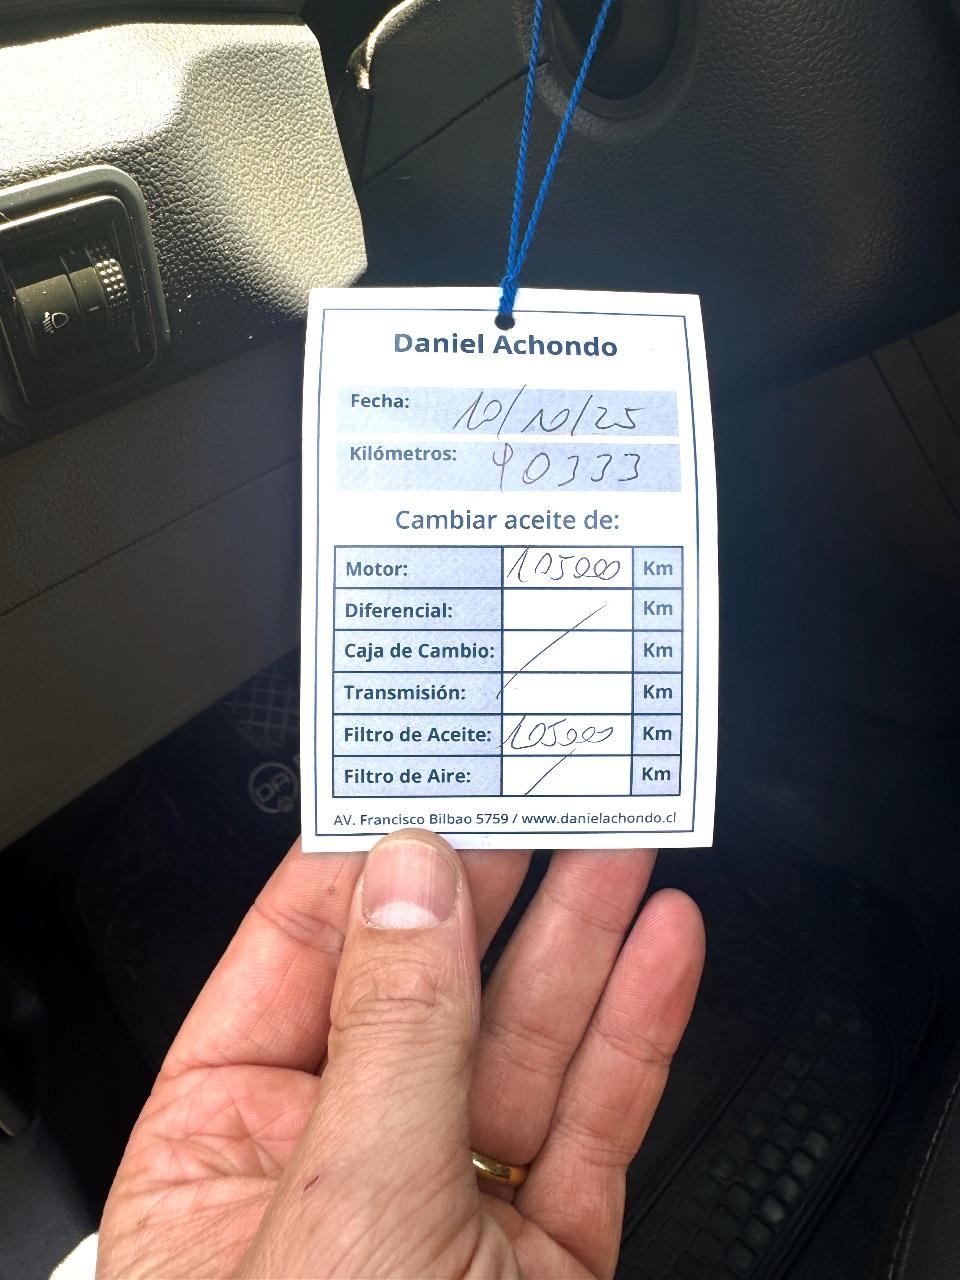 Daniel Achondo
Fecha: 10/10/25
Kilómetros: 90333
Cambiar aceite de:
Motor: 105000 Km
Diferencial: Km
Caja de Cambio: Km
Transmisión: Km
Filtro de Aceite: 105000 Km
Filtro de Aire: Km
AV. Francisco Bilbao 5759 / www.danielachondo.cl